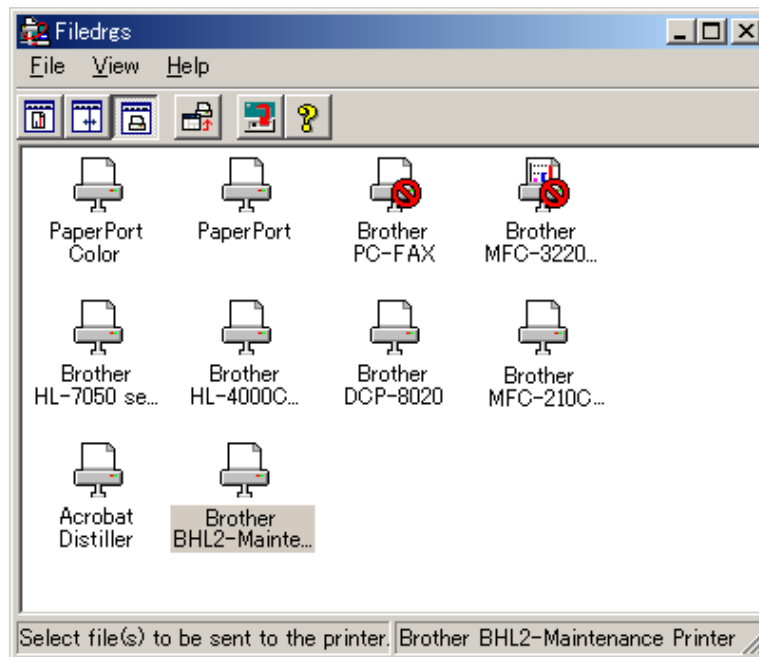 Filedrgs
File View Help
PaperPort
Color
PaperPort
Brother
PC-FAX
Brother
MFC-3220...
Brother
HL-7050 se...
Brother
HL-4000C...
Brother
DCP-8020
Brother
MFC-210C...
Acrobat
Distiller
Brother
BHL2-Mainte...
Select file(s) to be sent to the printer. Brother BHL2-Maintenance Printer